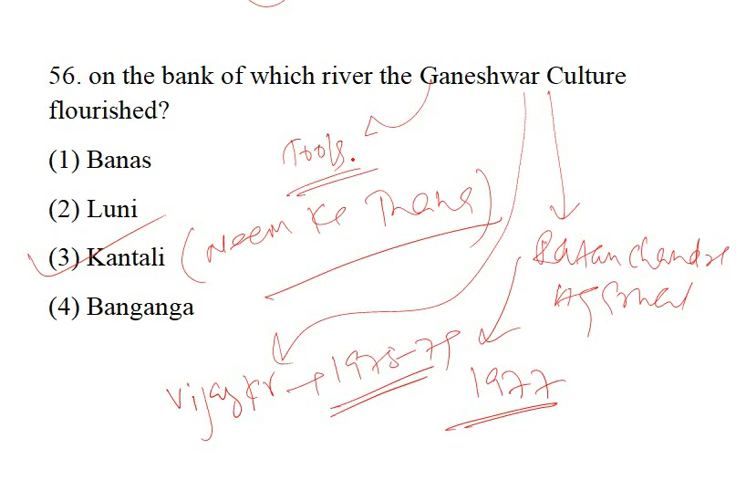 56. on the bank of which river the Ganeshwar Culture
flourished?
(1) Banas
Tools.
(2) Luni
(Neem Ke Thana)
(3) Kantali
Ratan Chandra
Agrawal
(4) Banganga
Vijay Kr → 1978-79
1977